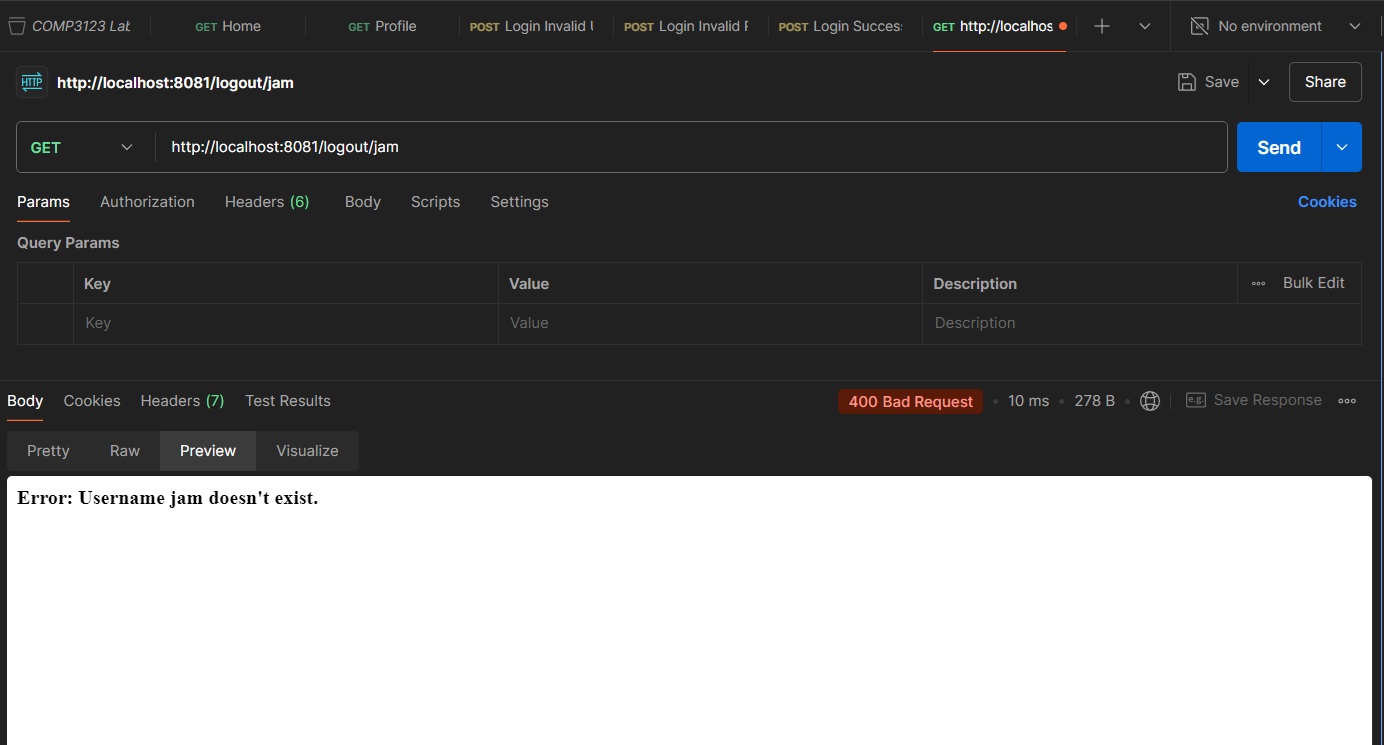 COMP3123 Lab GET Home GET Profile POST Login Invalid POST Login Invalid POST Login Succes GET http://localhos No environment
HTTP http://localhost:8081/logout/jam Save Share
GET http://localhost:8081/logout/jam Send
Params Authorization Headers (6) Body Scripts Settings Cookies
Query Params
Key Value Description Bulk Edit
Key Value Description
Body Cookies Headers (7) Test Results 400 Bad Request 10 ms 278 B e.g. Save Response
Pretty Raw Preview Visualize
Error: Username jam doesn't exist.